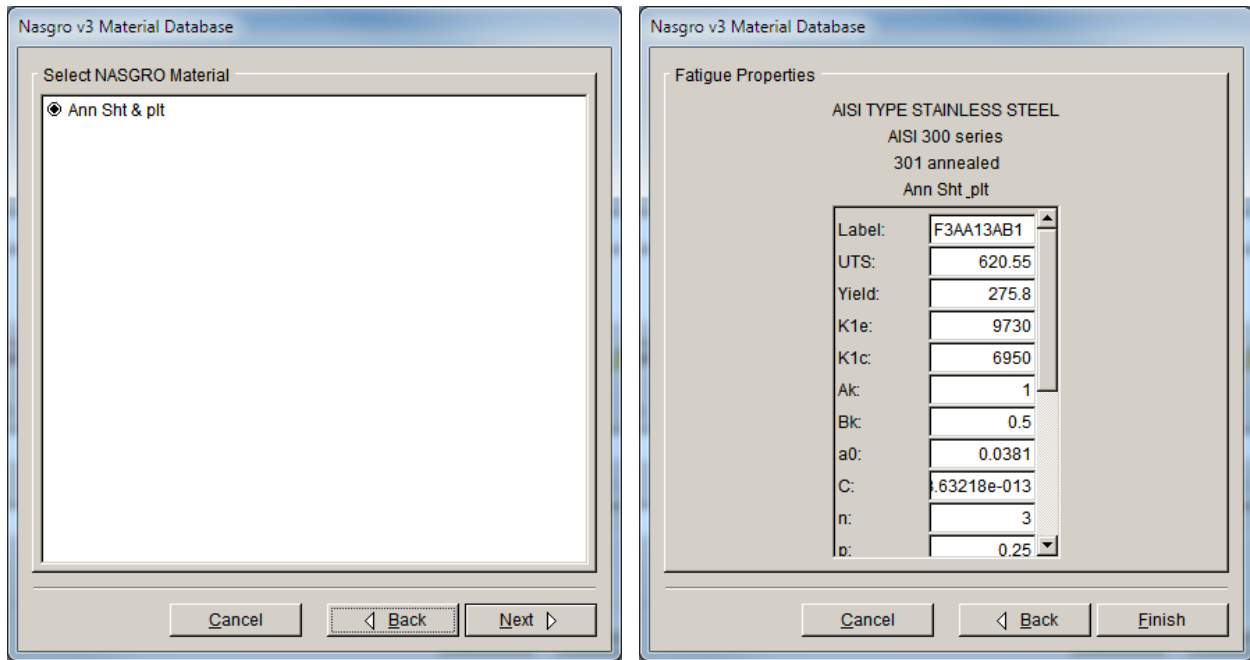 Nasgro v3 Material Database
Select NASGRO Material
Ann Sht & plt
Cancel
Back
Next
Nasgro v3 Material Database
Fatigue Properties
AISI TYPE STAINLESS STEEL
AISI 300 series
301 annealed
Ann Sht_plt
Label: F3AA13AB1
UTS: 620.55
Yield: 275.8
K1e: 9730
K1c: 6950
Ak: 1
Bk: 0.5
a0: 0.0381
C: .63218e-013
n: 3
p: 0.25
Cancel
Back
Finish